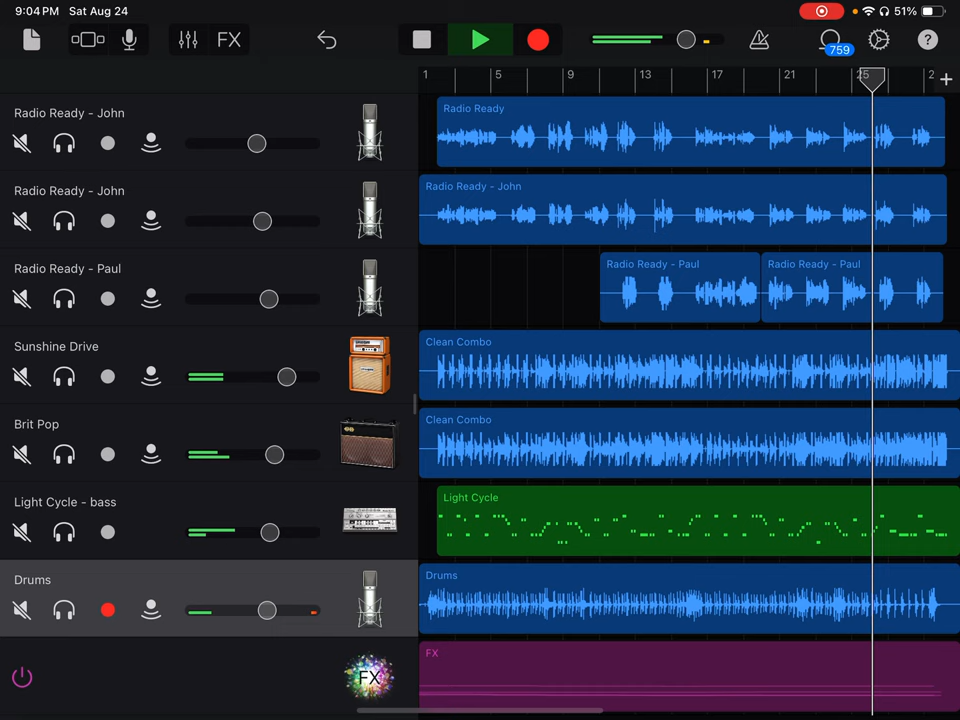 9:04 PM Sat Aug 24 51%
FX 759 ?
1 5 9 13 17 21 25 2 +
Radio Ready - John
Radio Ready
Radio Ready - John
Radio Ready - John
Radio Ready - Paul
Radio Ready - Paul Radio Ready - Paul
Sunshine Drive
Clean Combo
Brit Pop
Clean Combo
Light Cycle - bass
Light Cycle
Drums
Drums
FX
FX